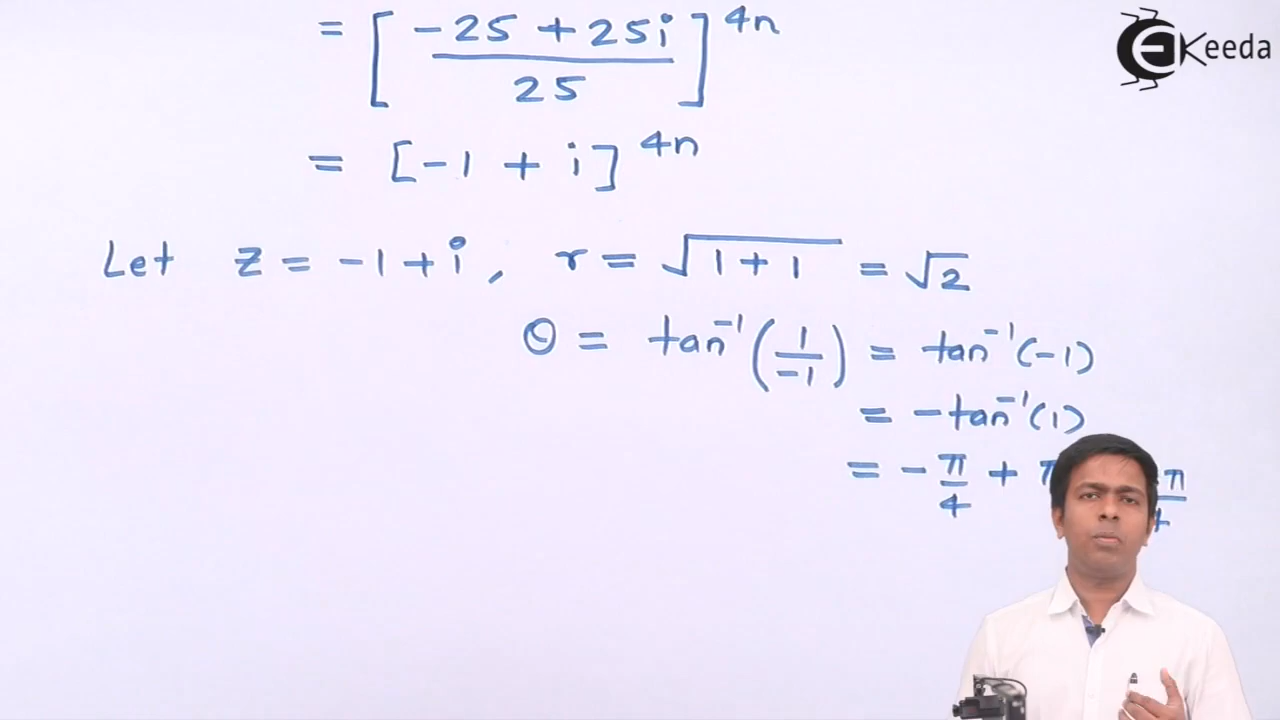 = [ (-25 + 25i) / 25 ]^4n
EKeeda
= [-1 + i]^4n
Let z = -1 + i, r = √(1 + 1) = √2
θ = tan⁻¹(1/-1) = tan⁻¹(-1)
= -tan⁻¹(1)
= -π/4 +